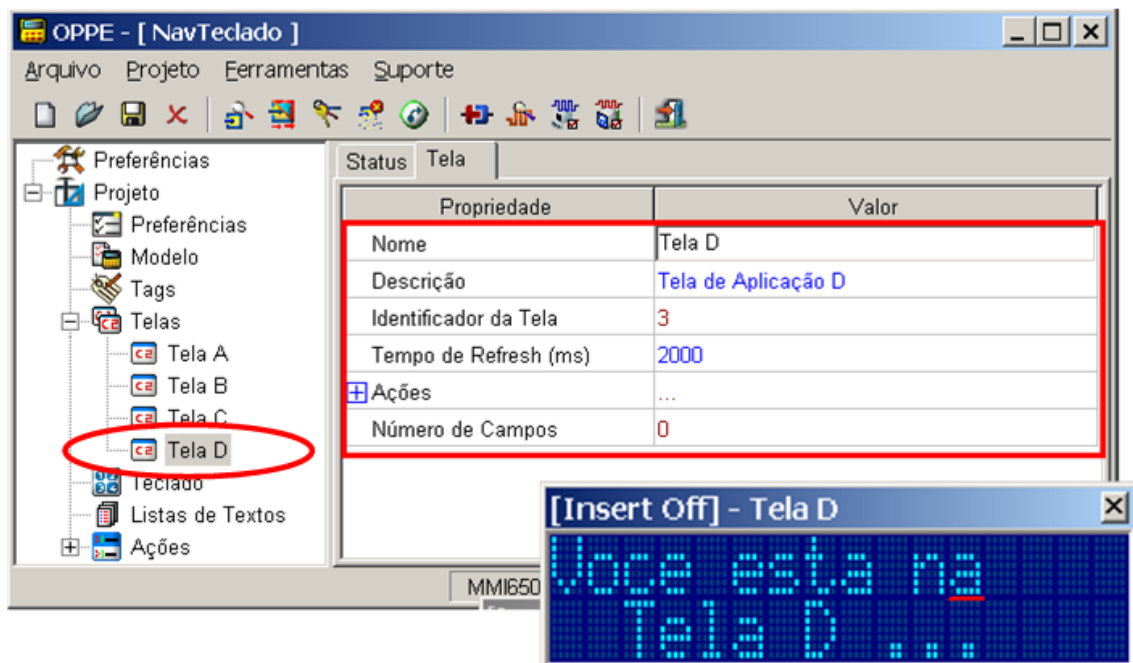 OPPE - [ NavTeclado ]
Arquivo Projeto Ferramentas Suporte
Preferências
Projeto
Preferências
Modelo
Tags
Telas
Tela A
Tela B
Tela C
Tela D
Teclado
Listas de Textos
Ações
Status Tela
Propriedade Valor
Nome Tela D
Descrição Tela de Aplicação D
Identificador da Tela 3
Tempo de Refresh (ms) 2000
Ações ...
Número de Campos 0
MMI650
[Insert Off] - Tela D
Voce esta na
Tela D ...